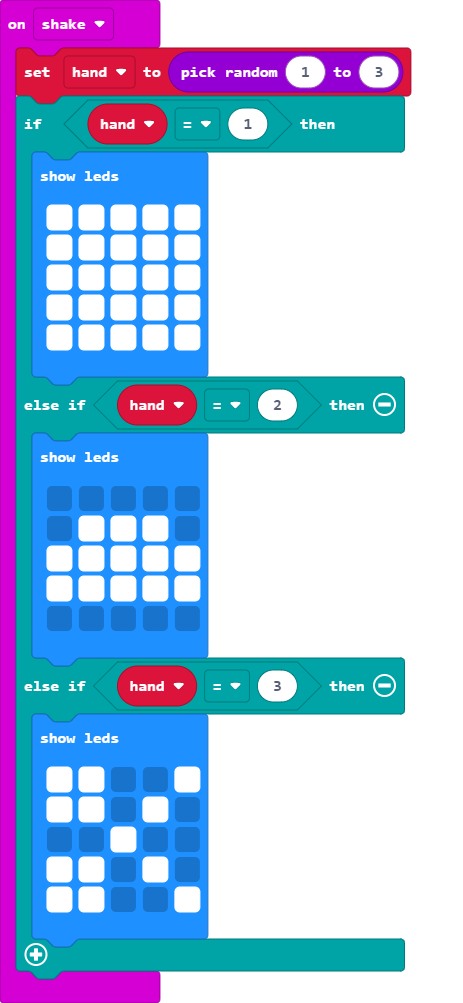 on shake
set hand to pick random 1 to 3
if hand = 1 then
show leds
else if hand = 2 then
show leds
else if hand = 3 then
show leds